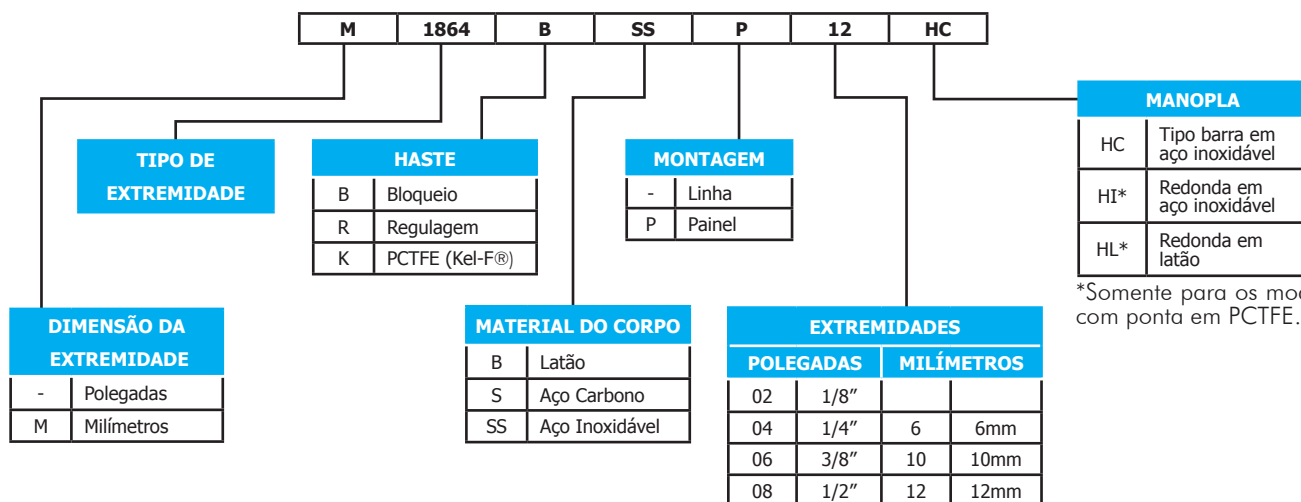 M 1864 B SS P 12 HC
TIPO DE
EXTREMIDADE
HASTE
B Bloqueio
R Regulagem
K PCTFE (Kel-F®)
MONTAGEM
- Linha
P Painel
MANOPLA
HC Tipo barra em
aço inoxidável
HI* Redonda em
aço inoxidável
HL* Redonda em
latão
*Somente para os
com ponta em PCTFE.
DIMENSÃO DA
EXTREMIDADE
- Polegadas
M Milímetros
MATERIAL DO CORPO
B Latão
S Aço Carbono
SS Aço Inoxidável
EXTREMIDADES
POLEGADAS MILÍMETROS
02 1/8”
04 1/4” 6 6mm
06 3/8” 10 10mm
08 1/2” 12 12mm